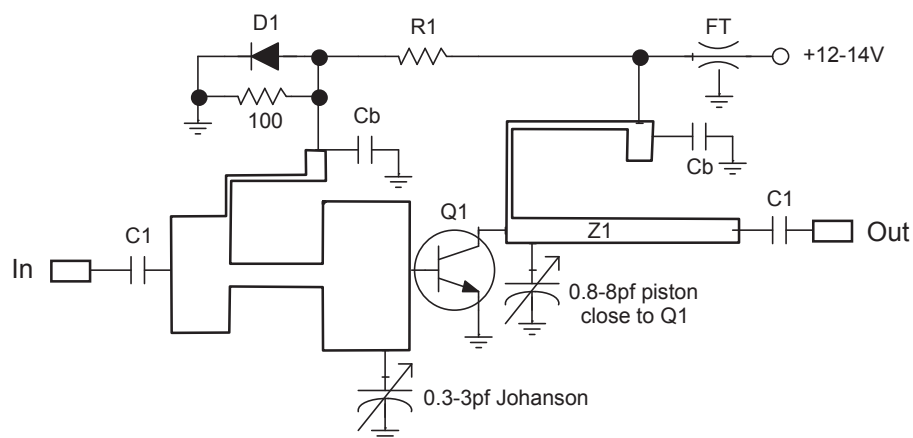 D1
R1
FT
+12-14V
100
Cb
Cb
Q1
C1
C1
Z1
Out
In
0.8-8pf piston
close to Q1
0.3-3pf Johanson